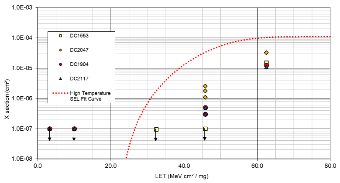 1.0E-03
1.0E-04
1.0E-05
1.0E-06
1.0E-07
1.0E-08
X section (cm²)
DC1663
DC2047
DC1904
DC2117
High Temperature
SEL Fit Curve
0.0
20.0
40.0
60.0
80.0
LET (MeV cm² / mg)